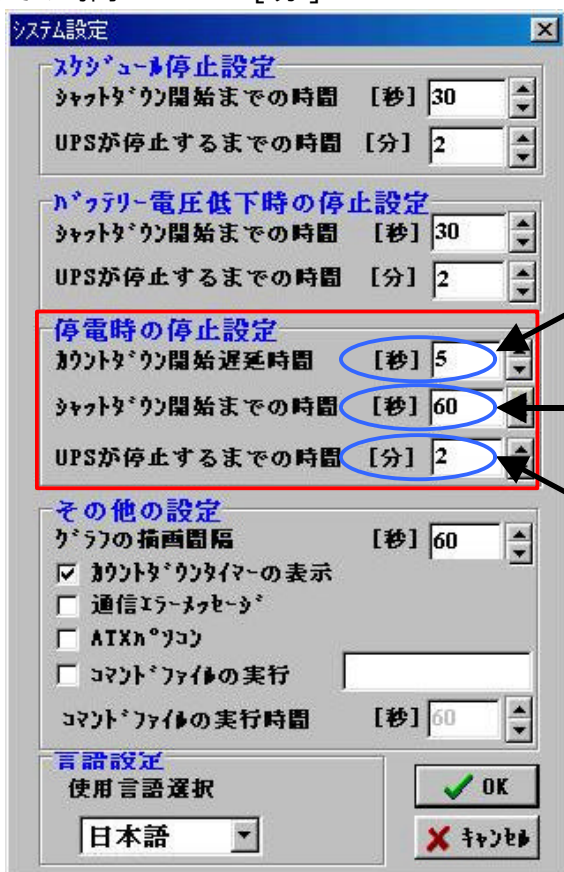 システム設定
スケジュール停止設定
シャットダウン開始までの時間 [秒] 30
UPSが停止するまでの時間 [分] 2
バッテリー電圧低下時の停止設定
シャットダウン開始までの時間 [秒] 30
UPSが停止するまでの時間 [分] 2
停電時の停止設定
カウントダウン開始遅延時間 [秒] 5
シャットダウン開始までの時間 [秒] 60
UPSが停止するまでの時間 [分] 2
その他の設定
グラフの描画間隔 [秒] 60
カウントダウンタイマーの表示
通信エラーメッセージ
ATXパソコン
コマンドファイルの実行
コマンドファイルの実行時間 [秒] 60
言語設定
使用言語選択
OK
日本語
キャンセル